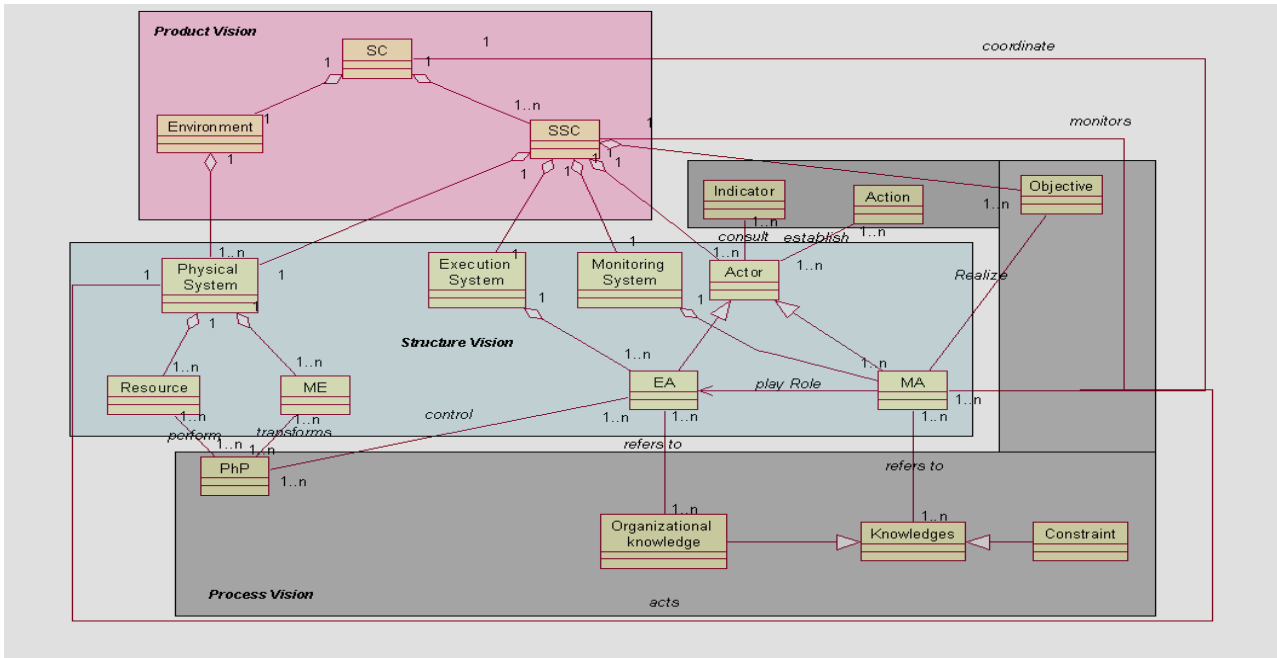 Product Vision
SC
1
coordinate
1
1
1..n
Environment
1
SSC
1
monitors
1
1
1
1
1
1
Indicator
Action
Objective
1..n
1..n
1..n
consult
establish
1..n
1
1
1..n
1..n
Physical
System
1
1
Execution
System
Monitoring
System
Actor
Realize
1
1
1
1
Structure Vision
1..n
1..n
1..n
1..n
Resource
ME
EA
play Role
MA
1..n
1..n
1..n
control
1..n
1..n
1..n
perform
transforms
1..n
1..n
refers to
PhP
refers to
1..n
1..n
1..n
Organizational
knowledge
Knowledges
Constraint
Process Vision
acts